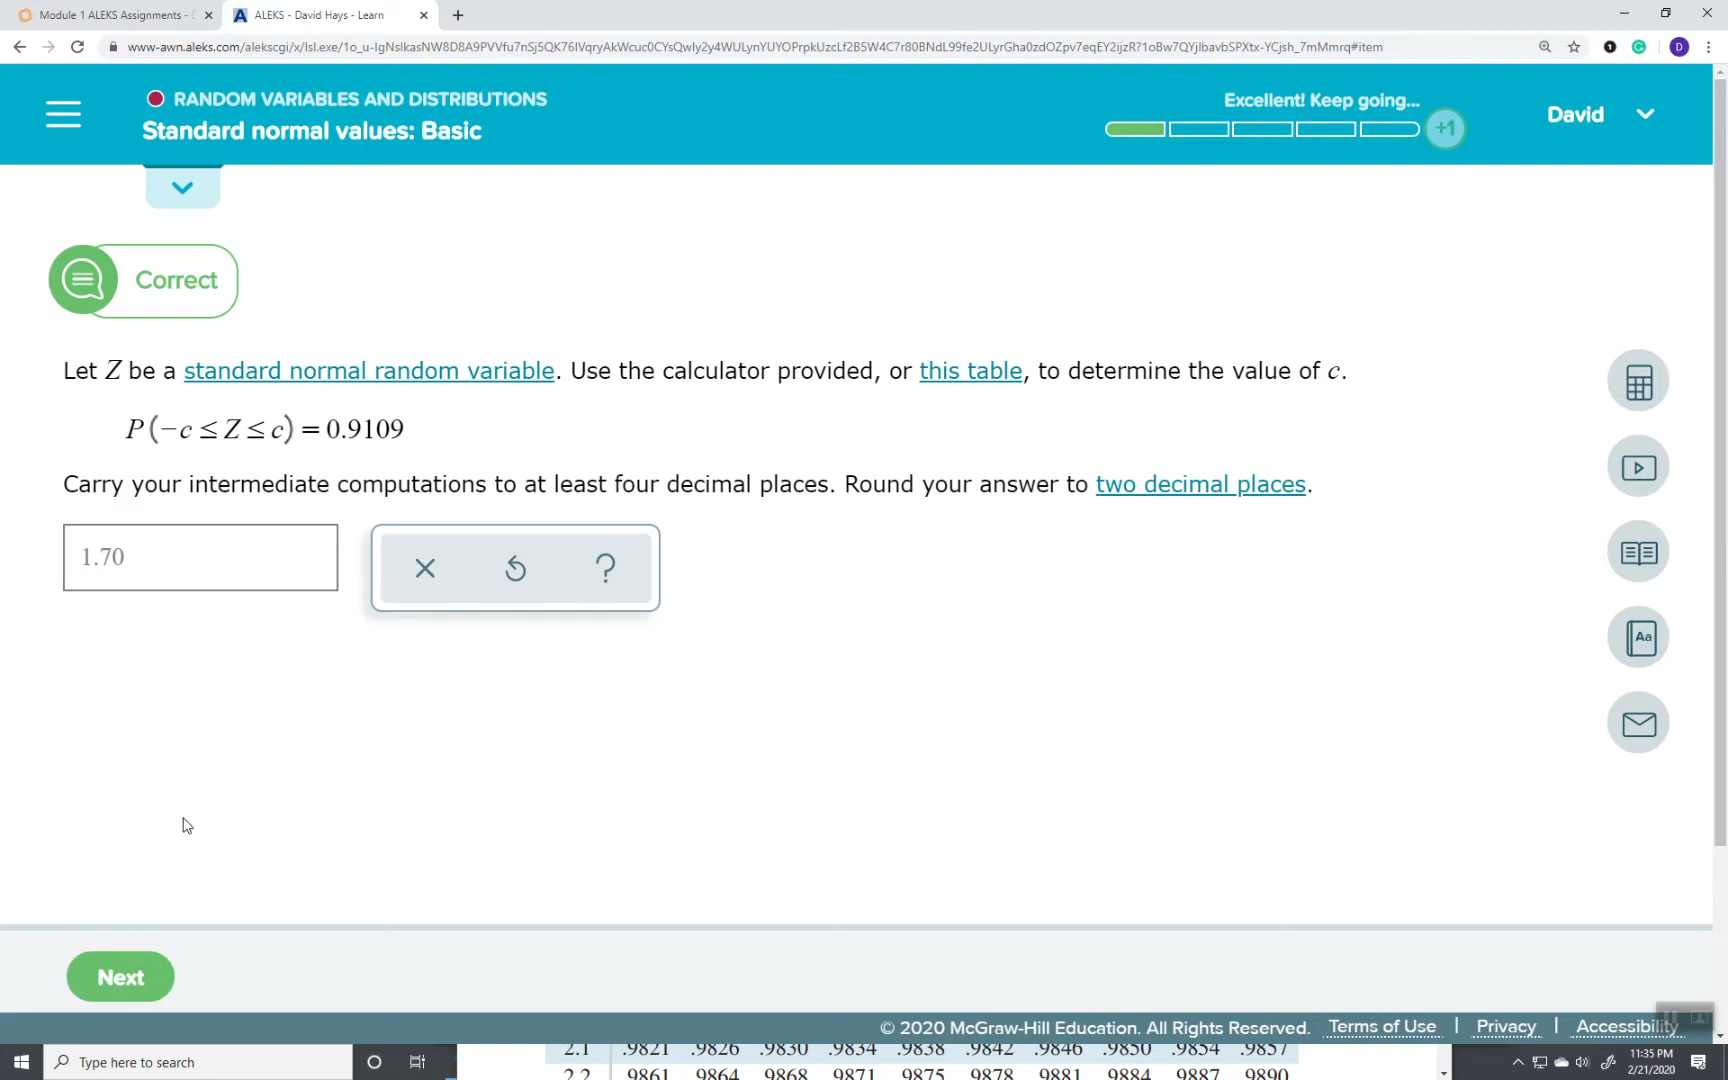 Module 1 ALEKS Assignments -
ALEKS - David Hays - Learn
www-awn.aleks.com/alekscgi/x/Isl.exe/1o_u-IgNslkasNW8D8A9PVVfu7nSj5QK76IVqryAkWcuc0CYsQwIy2y4WULynYUYOPrpkUzcLf2B5W4C7r80BNdL99fe2ULyrGha0zdOZpv7eqEY2ijzR?1oBw7QYjlbavbSPXtx-YCjsh_7mMmrq#item
D
RANDOM VARIABLES AND DISTRIBUTIONS
Standard normal values: Basic
Excellent! Keep going...
+1
David
Correct
Let Z be a standard normal random variable. Use the calculator provided, or this table, to determine the value of c.
P(−c ≤ Z ≤ c) = 0.9109
Carry your intermediate computations to at least four decimal places. Round your answer to two decimal places.
1.70
?
Aa
Next
© 2020 McGraw-Hill Education. All Rights Reserved. Terms of Use | Privacy | Accessibility
2.1 .9821 .9826 .9830 .9834 .9838 .9842 .9846 .9850 .9854 .9857
2.2 .9861 .9864 .9868 .9871 .9875 .9878 .9881 .9884 .9887 .9890
Type here to search
11:35 PM
2/21/2020